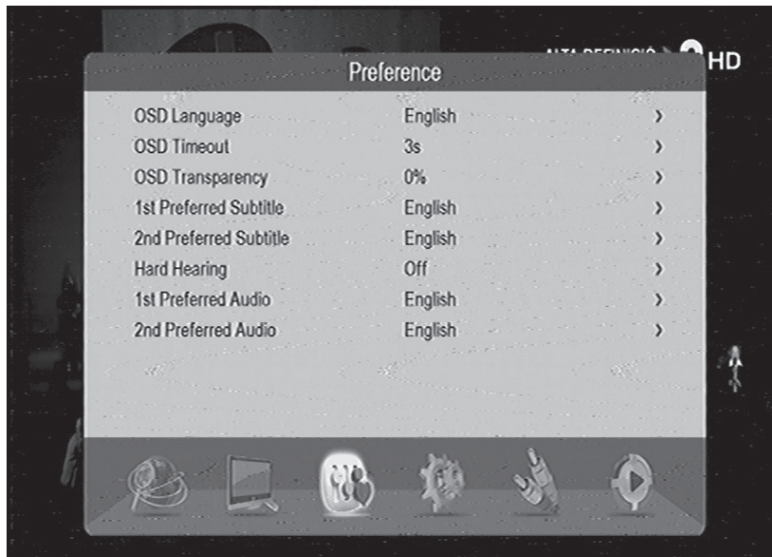 HD
Preference
OSD Language English
OSD Timeout 3s
OSD Transparency 0%
1st Preferred Subtitle English
2nd Preferred Subtitle English
Hard Hearing Off
1st Preferred Audio English
2nd Preferred Audio English